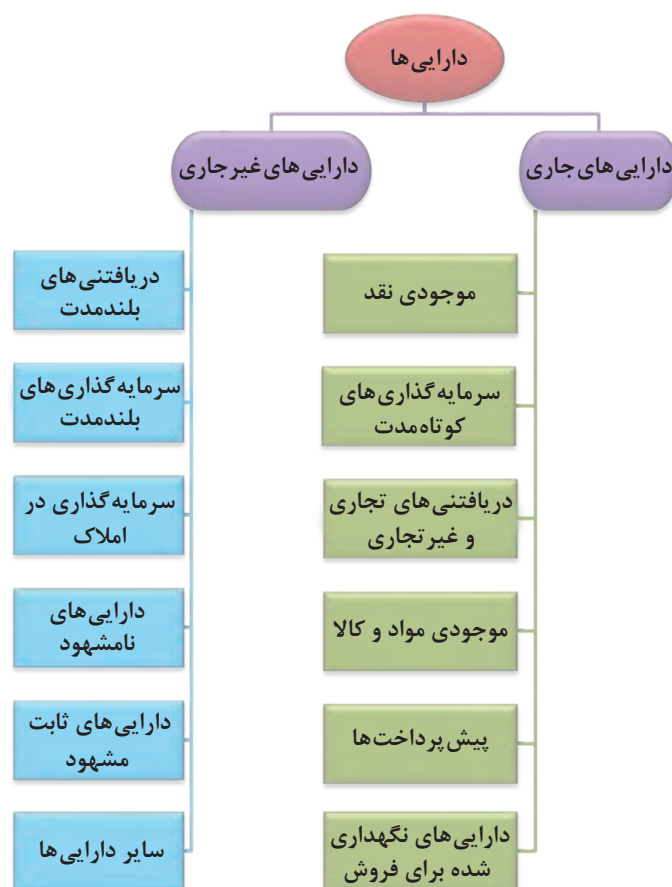 دارایی‌ها
دارایی‌های جاری
موجودی نقد
سرمایه‌گذاری‌های
کوتاه‌مدت
دریافتنی‌های تجاری
و غیرتجاری
موجودی مواد و کالا
پیش‌پرداخت‌ها
دارایی‌های نگهداری
شده برای فروش
دارایی‌های غیرجاری
دریافتنی‌های
بلندمدت
سرمایه‌گذاری‌های
بلندمدت
سرمایه‌گذاری در
املاک
دارایی‌های
نامشهود
دارایی‌های ثابت
مشهود
سایر دارایی‌ها